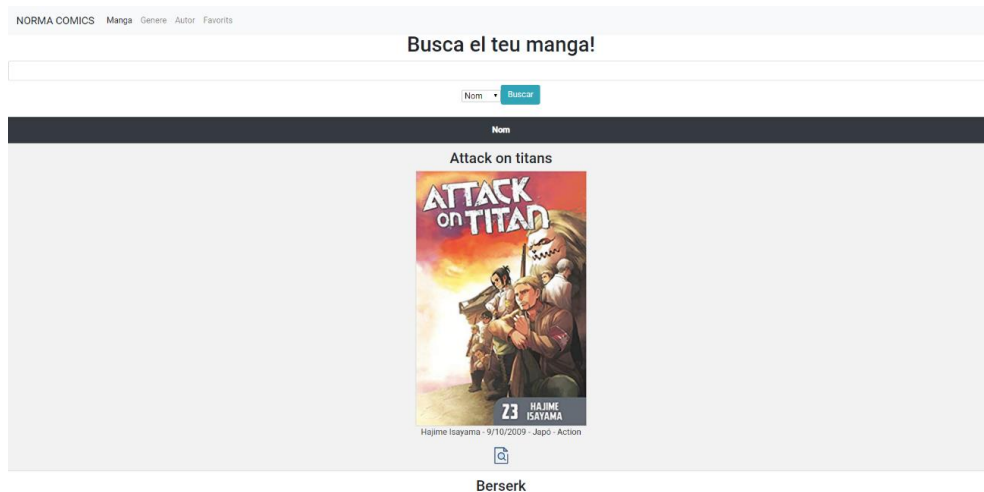 NORMA COMICS Manga Genere Autor Favorits
Busca el teu manga!
Nom Buscar
Nom
Attack on titans
ATTACK
on TITAN
23 HAJIME
ISAYAMA
Hajime Isayama - 9/10/2009 - Japó - Action
Berserk